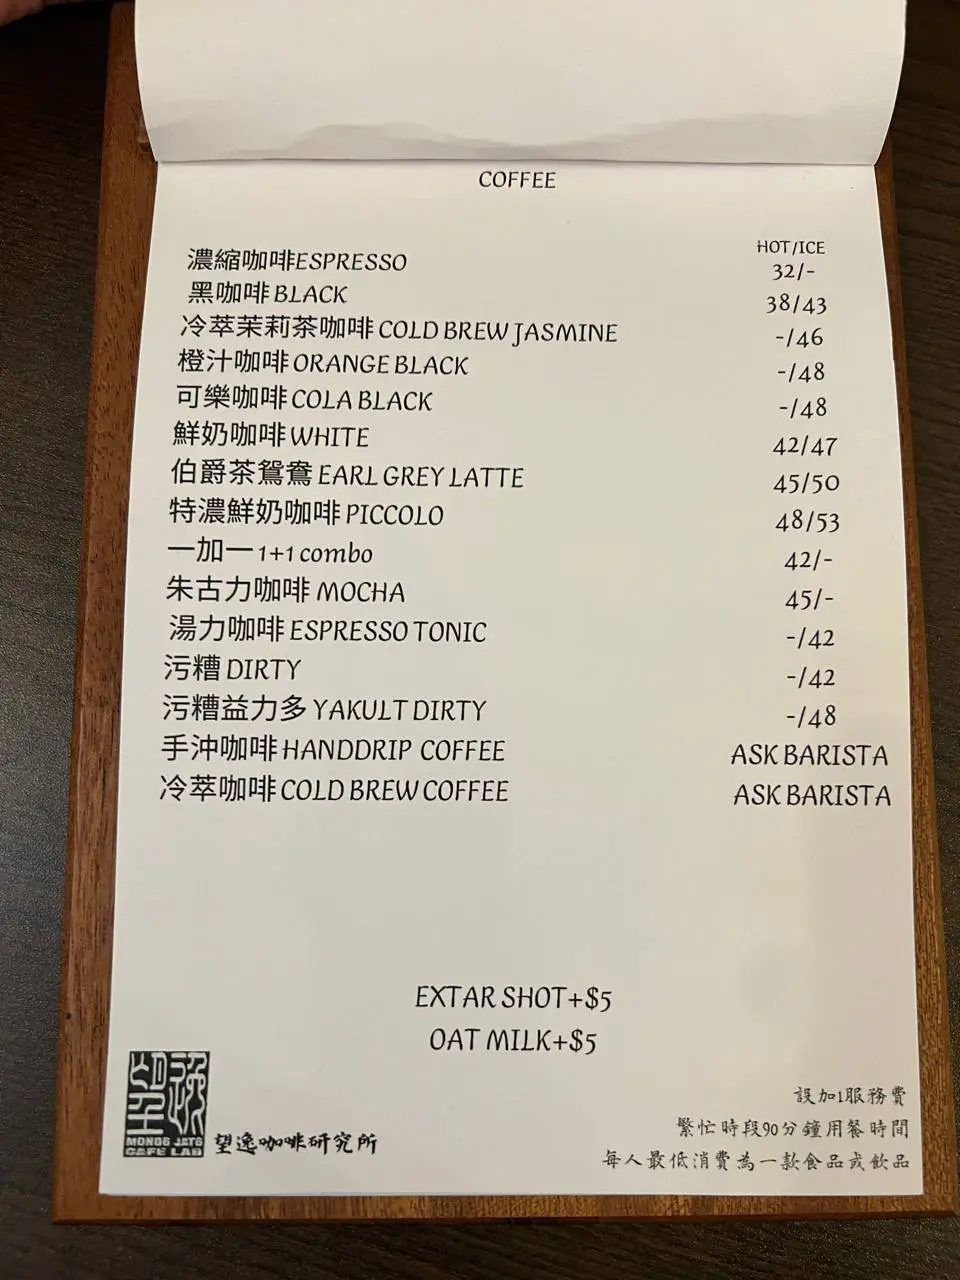 COFFEE
HOT/ICE
濃縮咖啡ESPRESSO 32/-
黑咖啡 BLACK 38/43
冷萃茉莉茶咖啡 COLD BREW JASMINE -/46
橙汁咖啡 ORANGE BLACK -/48
可樂咖啡 COLA BLACK -/48
鮮奶咖啡 WHITE 42/47
伯爵茶鴛鴦 EARL GREY LATTE 45/50
特濃鮮奶咖啡 PICCOLO 48/53
一加一 1+1 combo 42/-
朱古力咖啡 MOCHA 45/-
湯力咖啡 ESPRESSO TONIC -/42
污糟 DIRTY -/42
污糟益力多 YAKULT DIRTY -/48
手沖咖啡 HANDDRIP COFFEE ASK BARISTA
冷萃咖啡 COLD BREW COFFEE ASK BARISTA
EXTAR SHOT+$5
OAT MILK+$5
設加1服務費
繁忙時段90分鐘用餐時間
每人最低消費為一款食品或飲品
望逸
MONOS JATS
CAFE LAB
望逸咖啡研究所